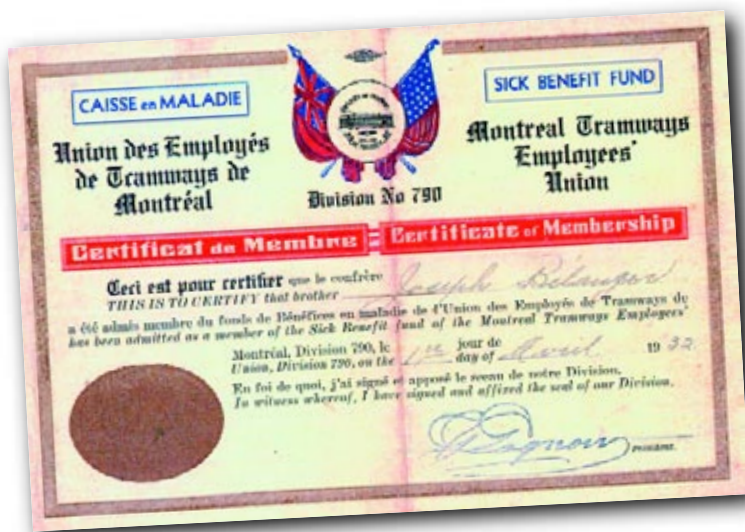 CAISSE en MALADIE
SICK BENEFIT FUND
Union des Employés
de Tramways de
Montréal
Division No 790
Montreal Tramways
Employees'
Union
Certificat de Membre = Certificate of Membership
Ceci est pour certifier que le confrère
THIS IS TO CERTIFY that brother Joseph Bélanger
a été admis membre du fonds de Bénéfices en maladie de l'Union des Employés de Tramways de
has been admitted as a member of the Sick Benefit fund of the Montreal Tramways Employees'
Montréal, Division 790, le jour de
Union, Division 790, on the 1er day of Avril 1932
En foi de quoi, j'ai signé et apposé le sceau de notre Division.
In witness whereof, I have signed and affixed the seal of our Division.